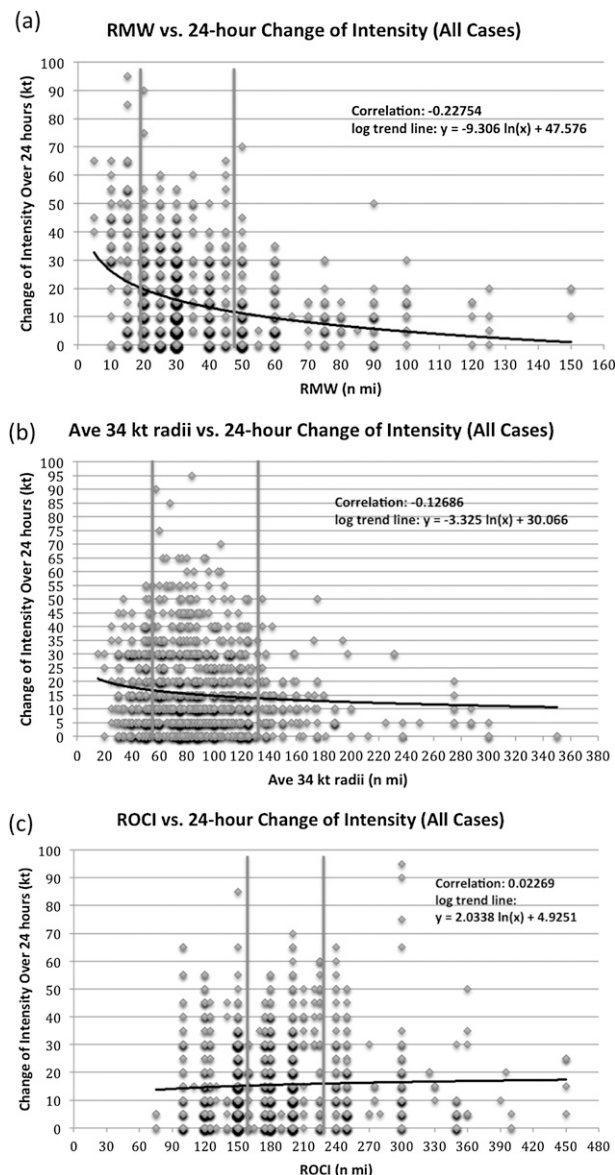 (a)
RMW vs. 24-hour Change of Intensity (All Cases)
Change of Intensity Over 24 hours (kt)
100
90
80
70
60
50
40
30
20
10
0
Correlation: -0.22754
log trend line: y = -9.306 ln(x) + 47.576
0 10 20 30 40 50 60 70 80 90 100 110 120 130 140 150 160
RMW (n mi)
(b)
Ave 34 kt radii vs. 24-hour Change of Intensity (All Cases)
Change of Intensity Over 24 hours (kt)
100
95
90
85
80
75
70
65
60
55
50
45
40
35
30
25
20
15
10
5
0
Correlation: -0.12686
log trend line: y = -3.325 ln(x) + 30.066
0 20 40 60 80 100 120 140 160 180 200 220 240 260 280 300 320 340 360 380
Ave 34 kt radii (n mi)
(c)
ROCI vs. 24-hour Change of Intensity (All Cases)
Change of Intensity Over 24 hours (kt)
100
90
80
70
60
50
40
30
20
10
0
Correlation: 0.02269
log trend line:
y = 2.0338 ln(x) + 4.9251
30 60 90 120 150 180 210 240 270 300 330 360 390 420 450 480
ROCI (n mi)